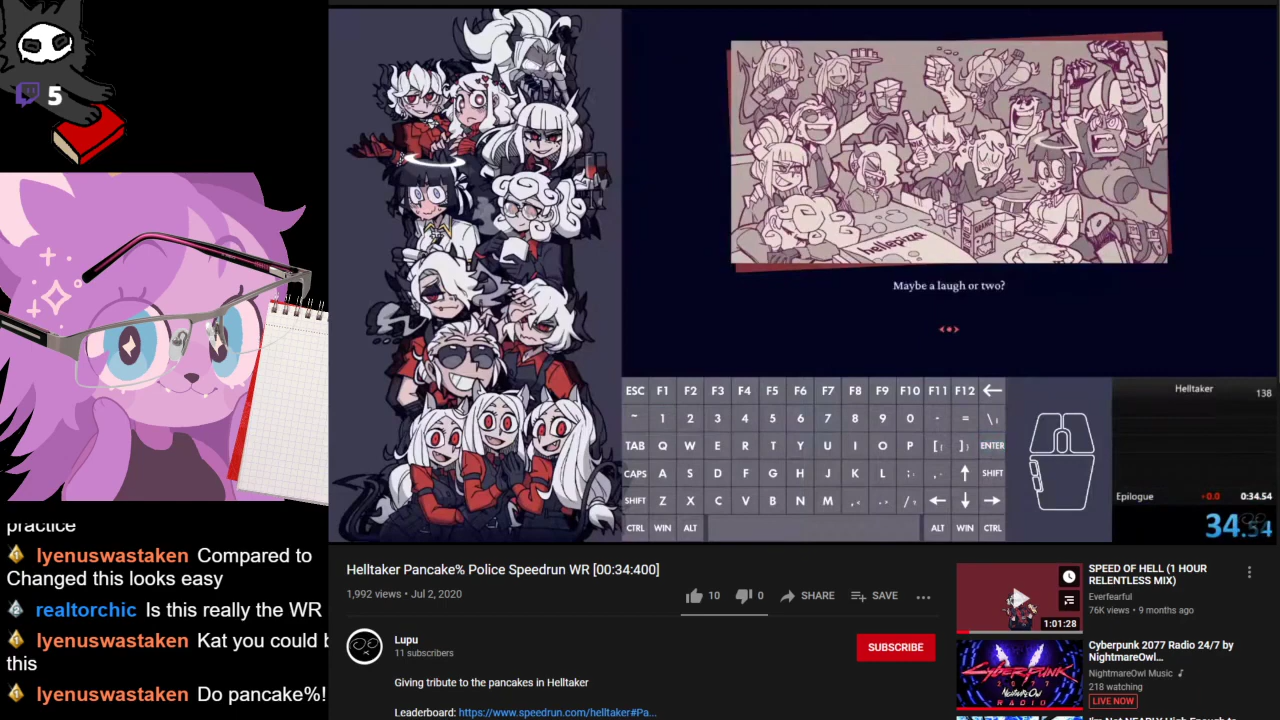 5
practice
lyenuswastaken Compared to
Changed this looks easy
realtorchic Is this really the WR
lyenuswastaken Kat you could b
this
lyenuswastaken Do pancake%!
Hellepizza
Maybe a laugh or two?
ESC F1 F2 F3 F4 F5 F6 F7 F8 F9 F10 F11 F12 ←
~ 1 2 3 4 5 6 7 8 9 0 - = \|
TAB Q W E R T Y U I O P [{ ]} ENTER
CAPS A S D F G H J K L ;: ,. ↑ SHIFT
SHIFT Z X C V B N M ,< .> /? ← ↓ →
CTRL WIN ALT ALT WIN CTRL
Helltaker 138
Epilogue +0.0 0:34.54
34.54
Helltaker Pancake% Police Speedrun WR [00:34:400]
1,992 views • Jul 2, 2020
10 0 SHARE SAVE ...
Lupu
11 subscribers
SUBSCRIBE
Giving tribute to the pancakes in Helltaker
Leaderboard: https://www.speedrun.com/helltaker#Pa...
1:01:28
SPEED OF HELL (1 HOUR
RELENTLESS MIX)
Everfearful
76K views • 9 months ago
CYBERPUNK
2077
RADIO
Cyberpunk 2077 Radio 24/7 by
NightmareOwl...
NightmareOwl Music
218 watching
LIVE NOW